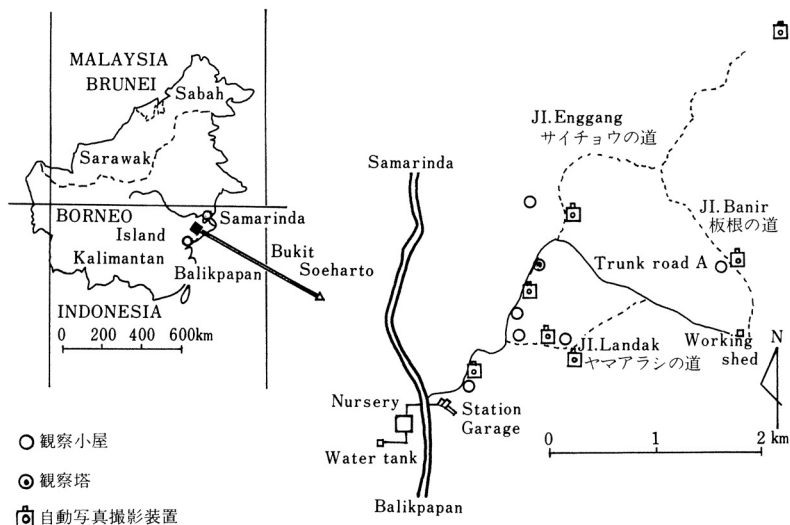 MALAYSIA
BRUNEI
Sabah
Sarawak
BORNEO
Island
Kalimantan
Samarinda
Bukit
Soeharto
Balikpapan
INDONESIA
0 200 400 600km
観察小屋
観察塔
自動写真撮影装置
Samarinda
JI.Enggang
サイチョウの道
JI.Banir
板根の道
Trunk road A
JI.Landak
ヤマアラシの道
Working
shed
N
Nursery
Station
Garage
Water tank
Balikpapan
0 1 2 km